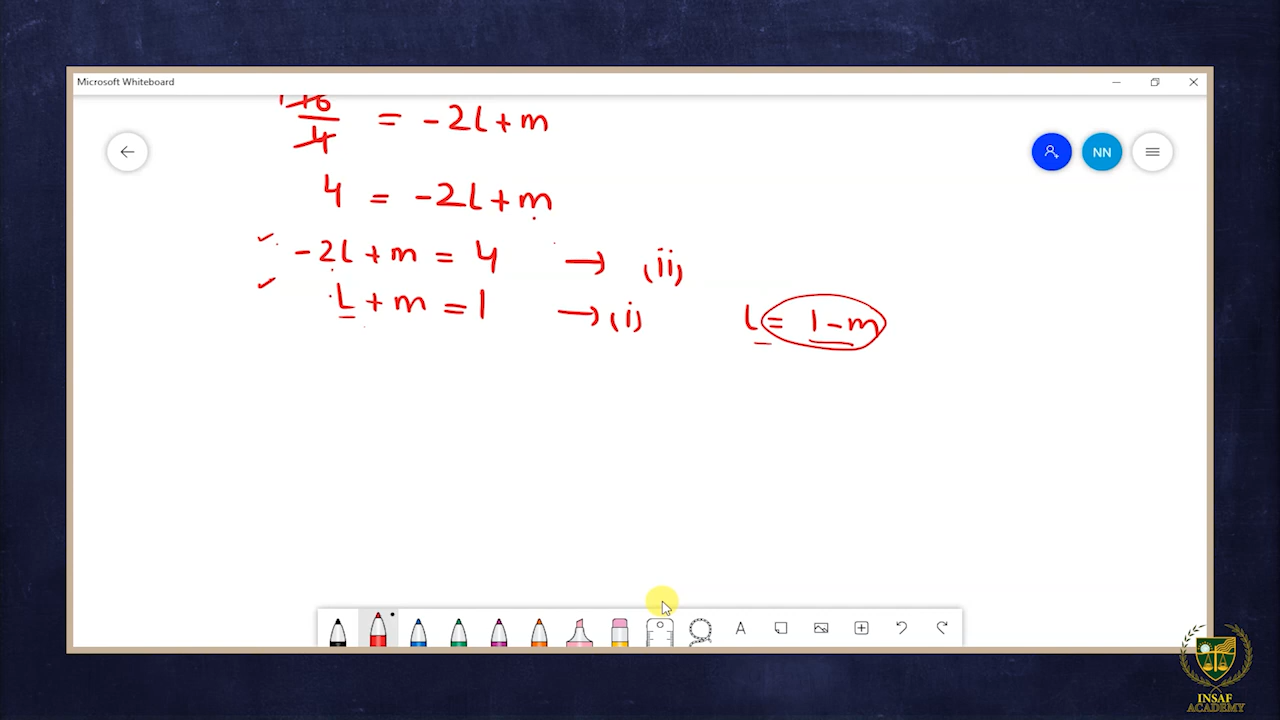 Microsoft Whiteboard
16/4 = -2l + m
NN
4 = -2l + m
-2l + m = 4 → (ii)
l + m = 1 → (i)
l = 1 - m
A
INSAF
ACADEMY